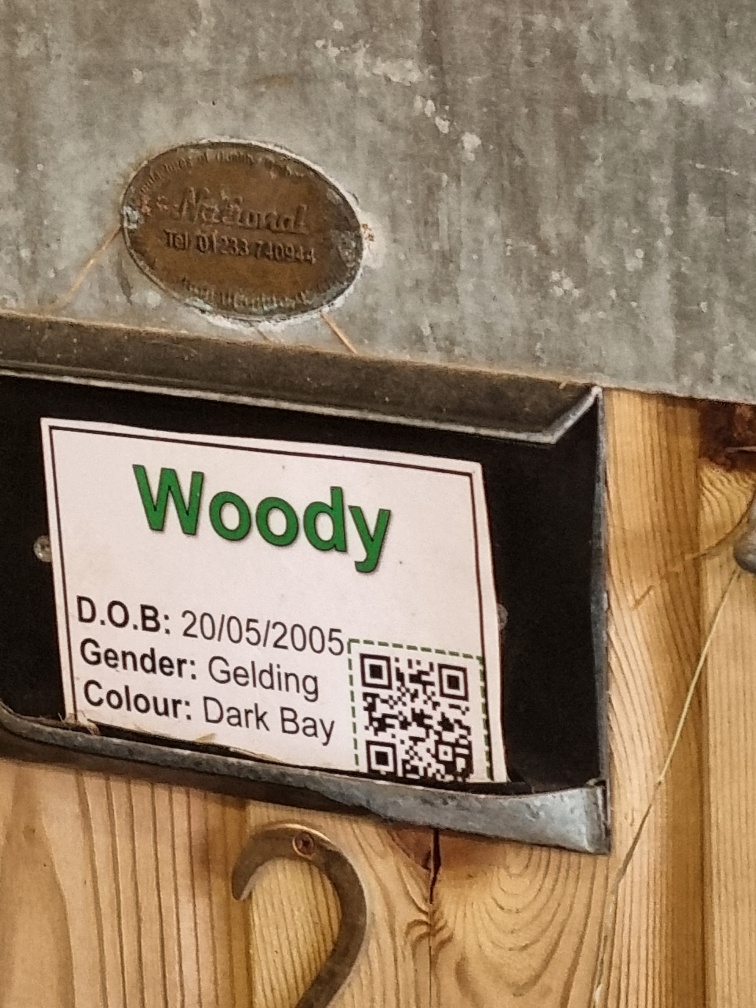 National
Tel 01233 740944
Woody
D.O.B: 20/05/2005
Gender: Gelding
Colour: Dark Bay